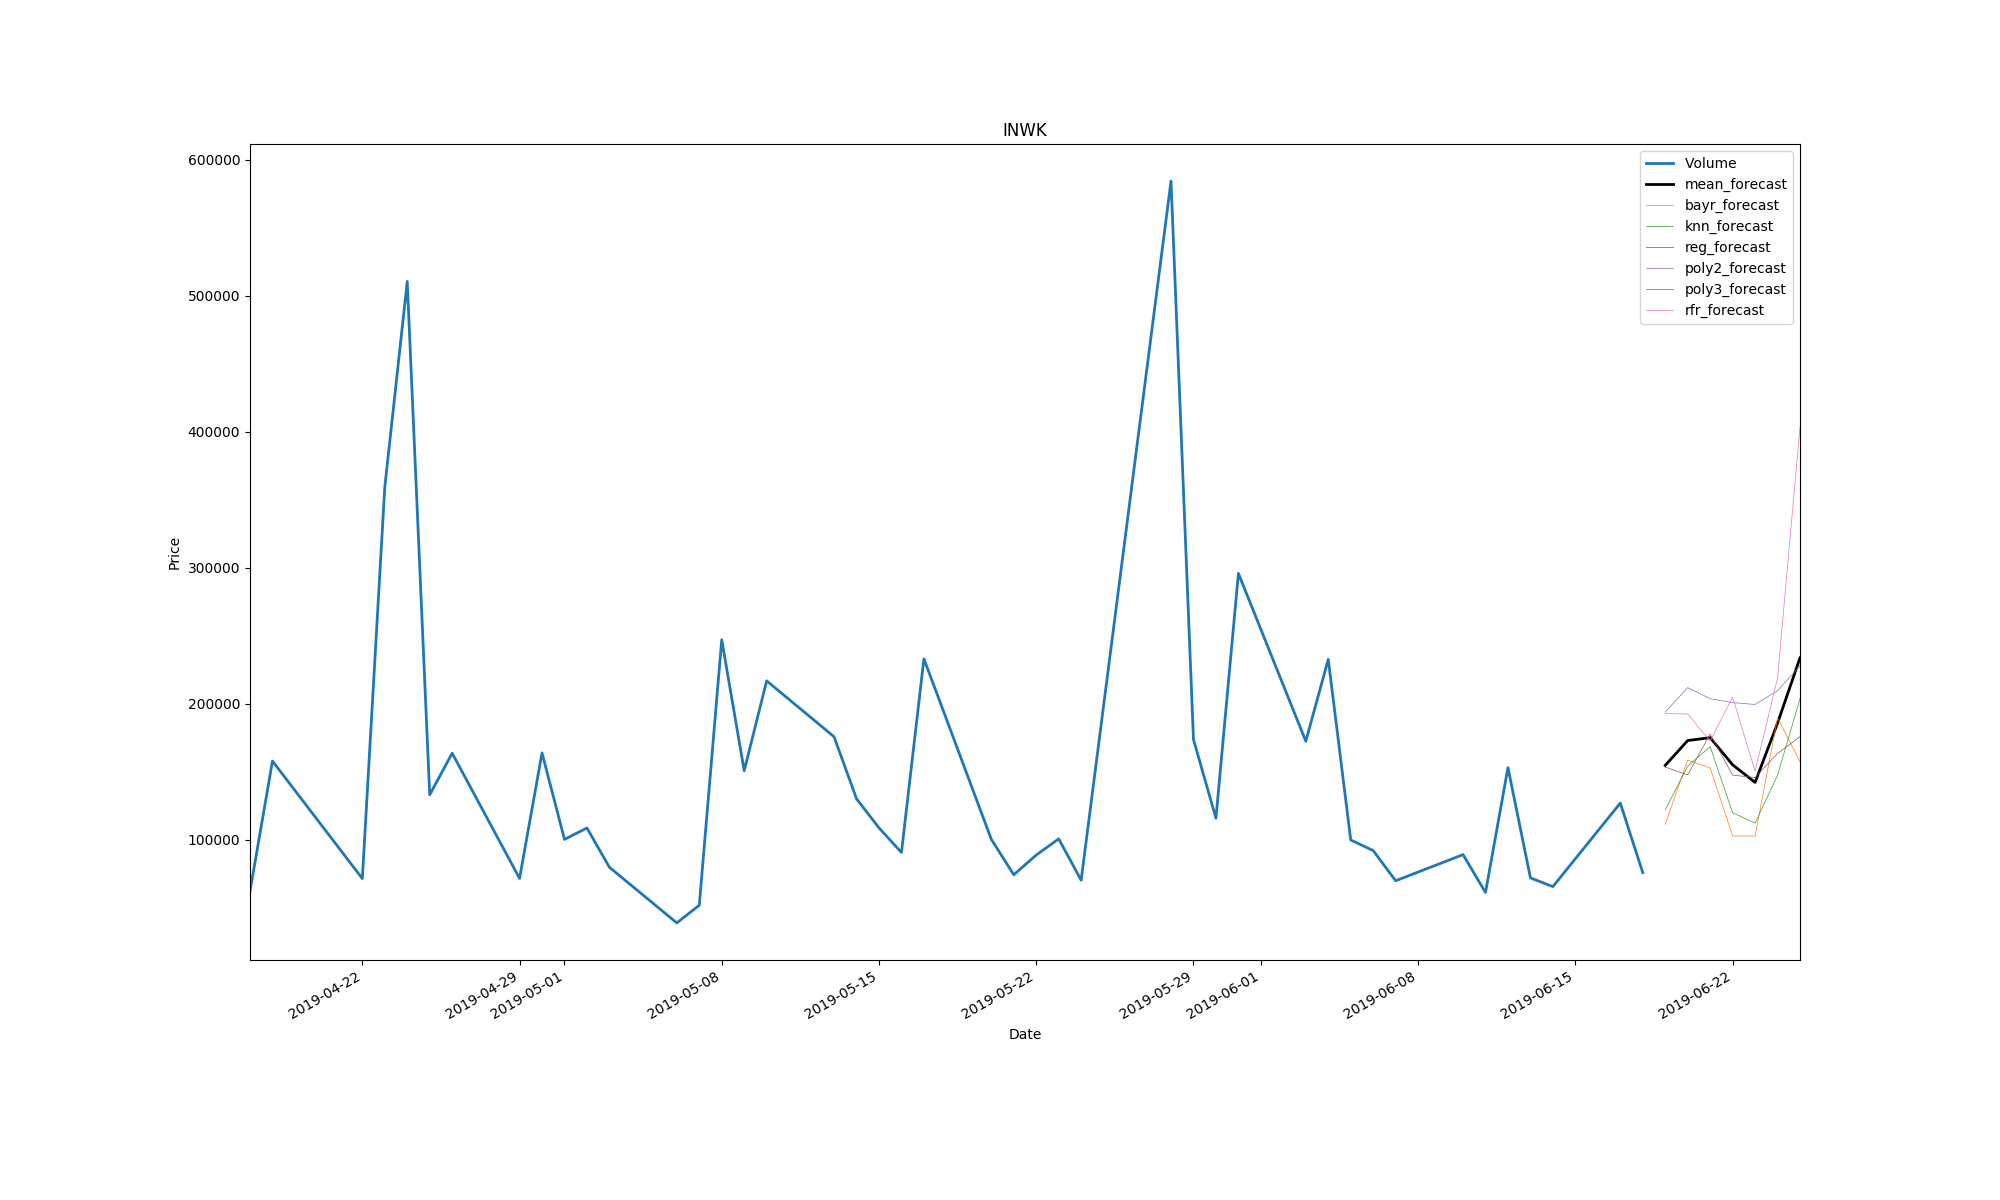 INWK
600000
500000
400000
300000
200000
100000
Price
Volume
mean_forecast
bayr_forecast
knn_forecast
reg_forecast
poly2_forecast
poly3_forecast
rfr_forecast
2019-04-22
2019-04-29
2019-05-01
2019-05-08
2019-05-15
2019-05-22
2019-05-29
2019-06-01
2019-06-08
2019-06-15
2019-06-22
Date